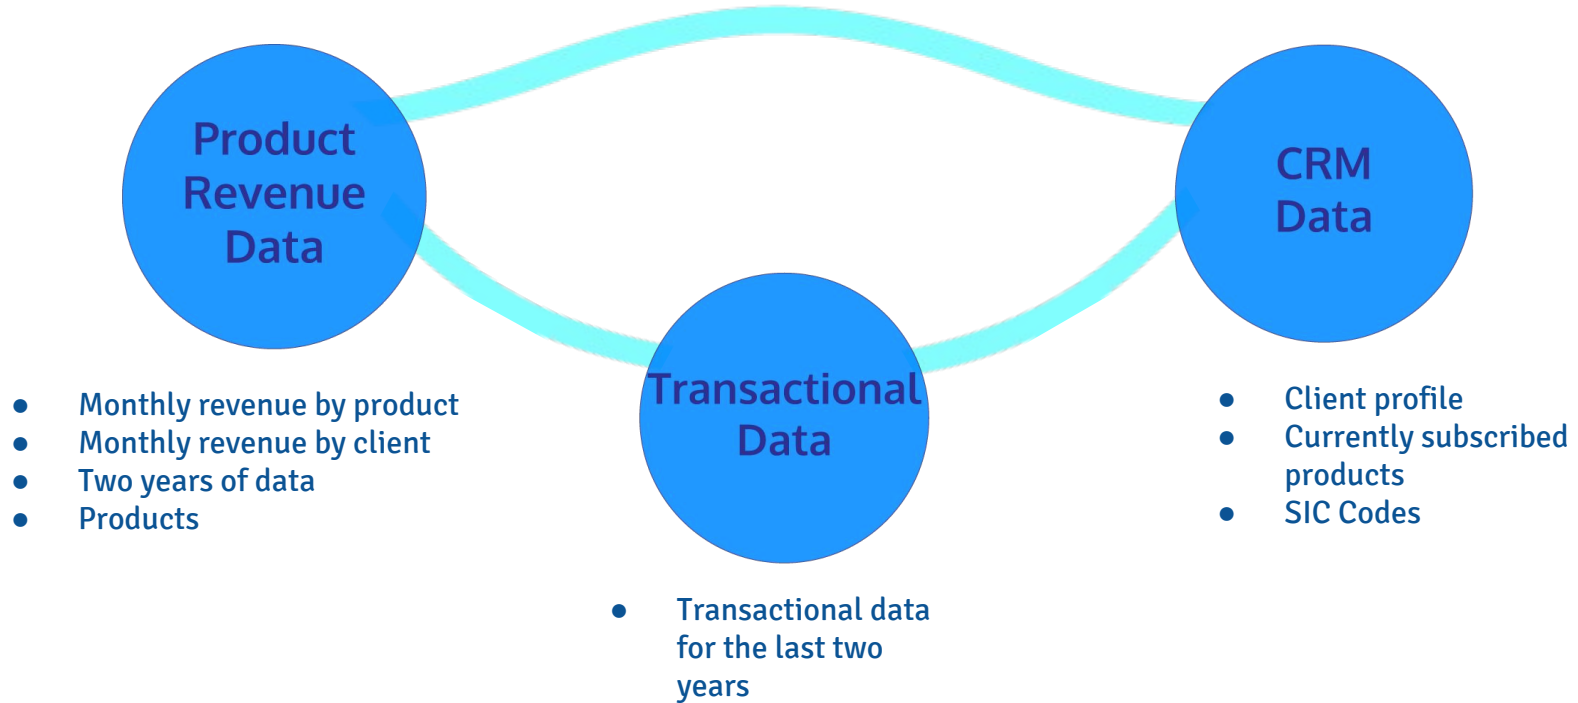 Product
Revenue
Data
● Monthly revenue by product
● Monthly revenue by client
● Two years of data
● Products
Transactional
Data
● Transactional data
for the last two
years
CRM
Data
● Client profile
● Currently subscribed
products
● SIC Codes